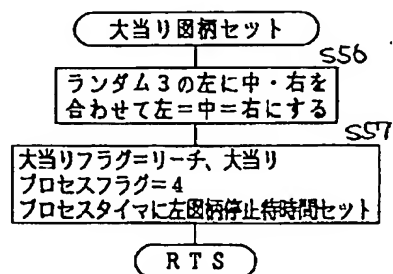 大当り図柄セット
S56
ランダム3の左に中・右を
合わせて左=中=右にする
S57
大当りフラグ=リーチ、大当り
プロセスフラグ=4
プロセスタイマに左図柄停止待時間セット
RTS